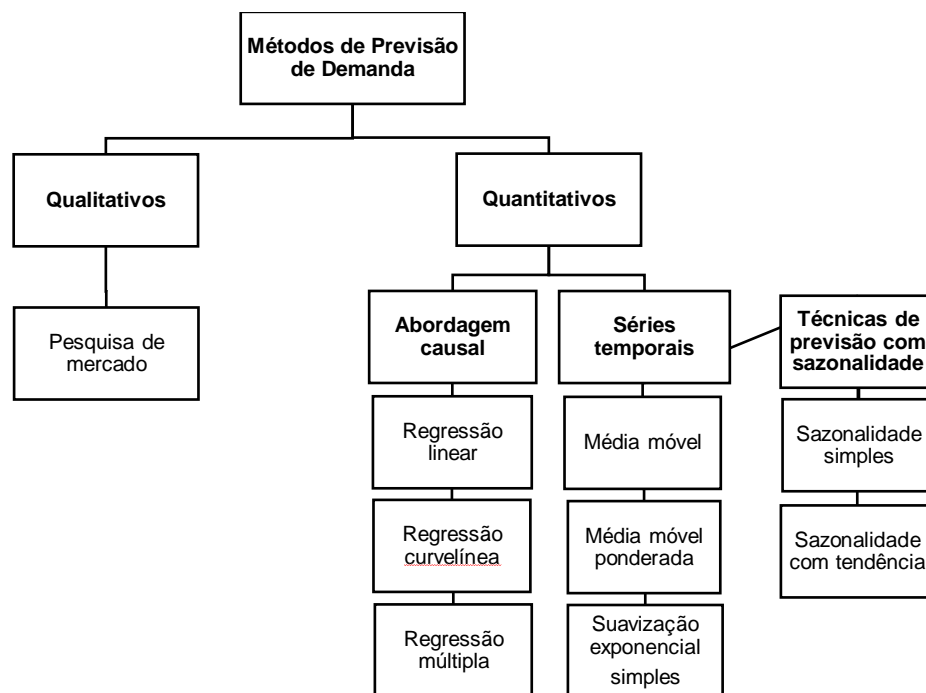 Métodos de Previsão
de Demanda
Qualitativos
Quantitativos
Pesquisa de
mercado
Abordagem
causal
Séries
temporais
Técnicas de
previsão com
sazonalidade
Regressão
linear
Média móvel
Sazonalidade
simples
Regressão
curvelínea
Média móvel
ponderada
Sazonalidade
com tendência
Regressão
múltipla
Suavização
exponencial
simples